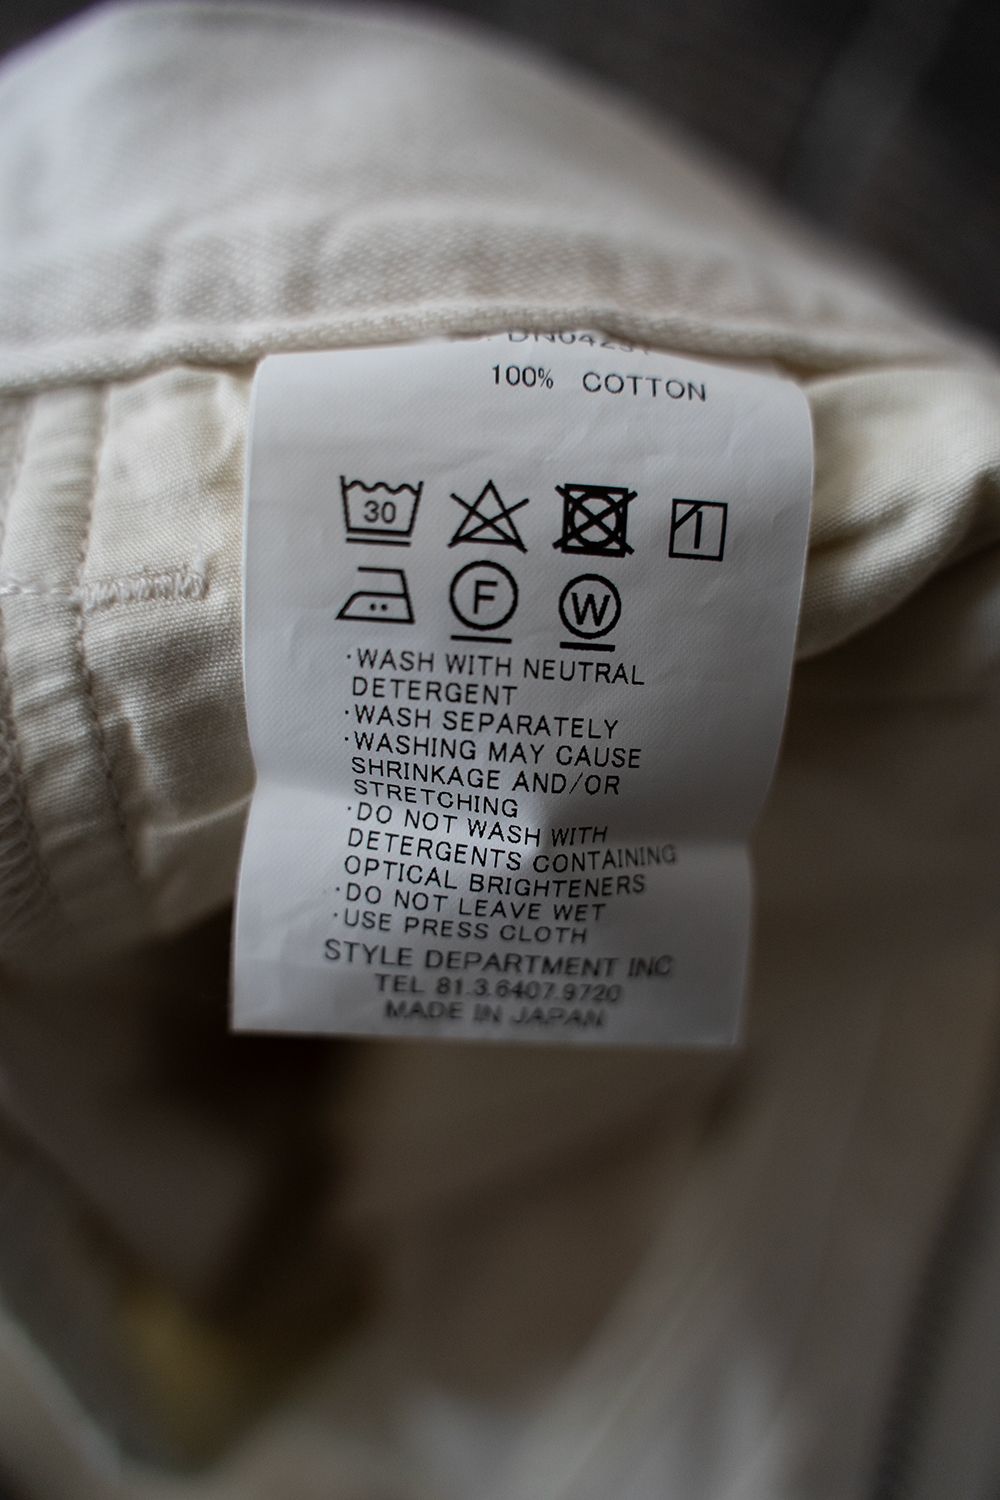 100% COTTON
30
F W
·WASH WITH NEUTRAL
DETERGENT
·WASH SEPARATELY
·WASHING MAY CAUSE
SHRINKAGE AND/OR
STRETCHING
·DO NOT WASH WITH
DETERGENTS CONTAINING
OPTICAL BRIGHTENERS
·DO NOT LEAVE WET
·USE PRESS CLOTH
STYLE DEPARTMENT INC
TEL 81.3.6407.9720
MADE IN JAPAN